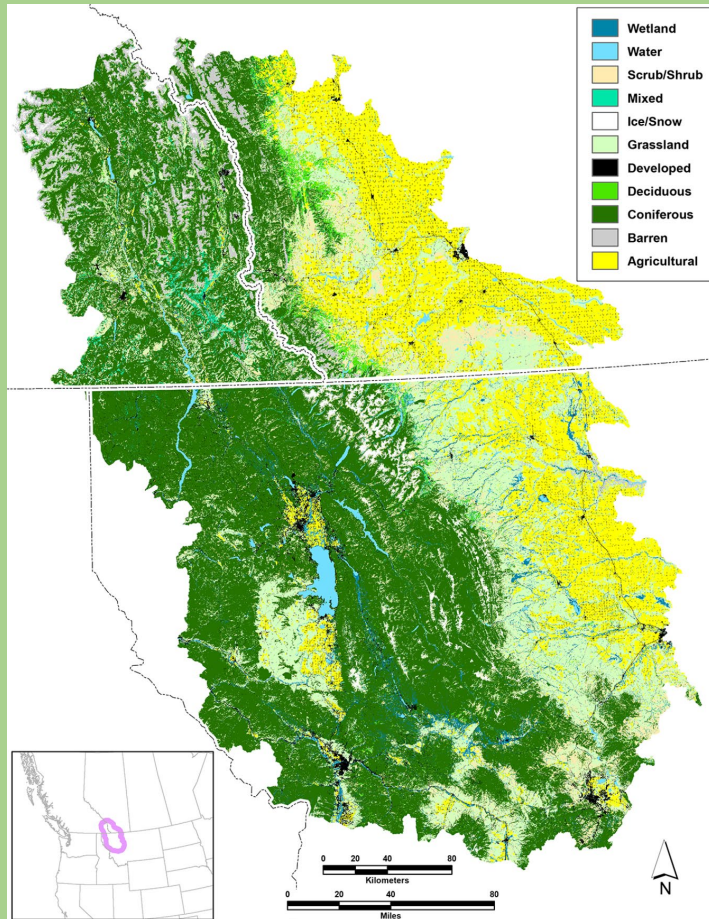 Wetland
Water
Scrub/Shrub
Mixed
Ice/Snow
Grassland
Developed
Deciduous
Coniferous
Barren
Agricultural
0 20 40 80
Kilometers
0 20 40 80
Miles
N